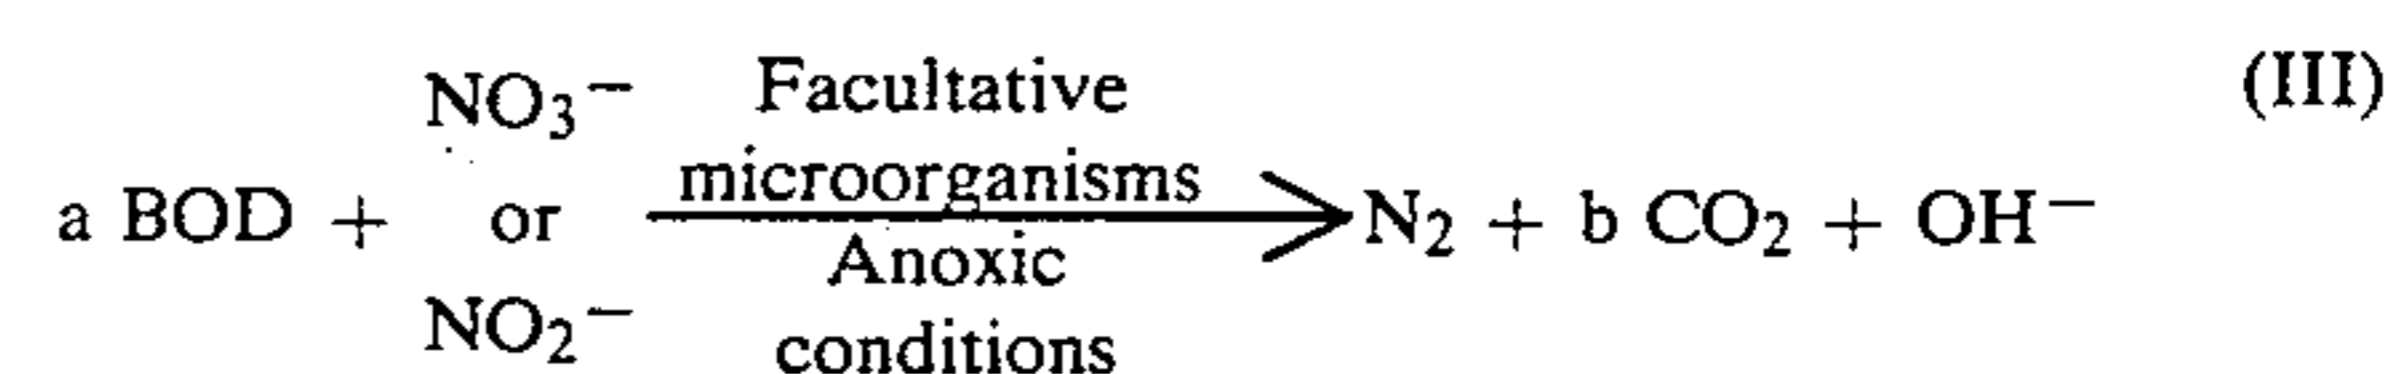 NO₃⁻ Facultative (III)
microorganisms
a BOD + or N₂ + b CO₂ + OH⁻
Anoxic
NO₂⁻ conditions